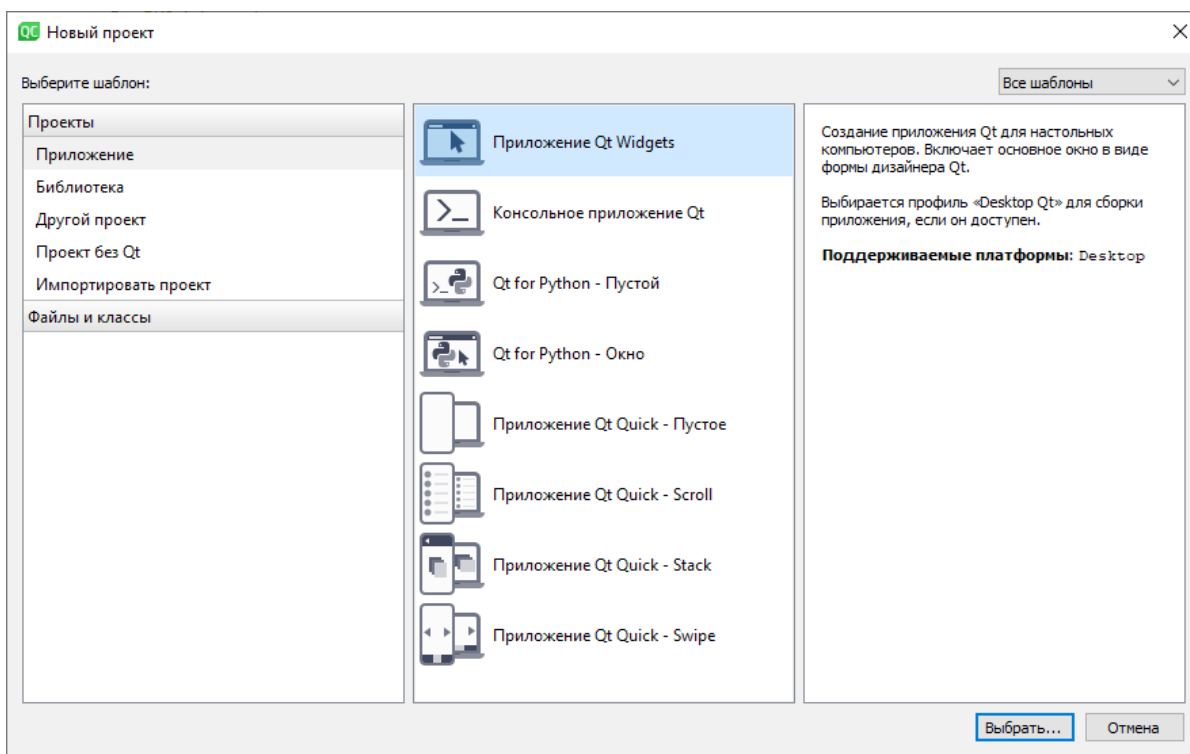 QC Новый проект
Выберите шаблон:
Все шаблоны
Проекты
Приложение
Библиотека
Другой проект
Проект без Qt
Импортировать проект
Файлы и классы
Приложение Qt Widgets
Консольное приложение Qt
Qt for Python - Пустой
Qt for Python - Окно
Приложение Qt Quick - Пустое
Приложение Qt Quick - Scroll
Приложение Qt Quick - Stack
Приложение Qt Quick - Swipe
Создание приложения Qt для настольных
компьютеров. Включает основное окно в виде
формы дизайнера Qt.
Выбирается профиль «Desktop Qt» для сборки
приложения, если он доступен.
Поддерживаемые платформы: Desktop
Выбрать...
Отмена